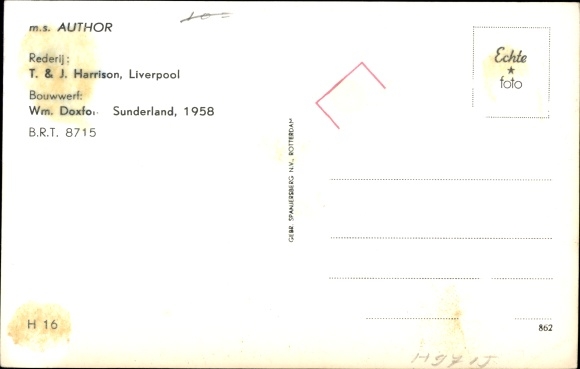 m.s. AUTHOR
Rederij:
T. & J. Harrison, Liverpool
Bouwwerf:
Wm. Doxfo Sunderland, 1958
B.R.T. 8715
H 16
GEBR. SPANJERSBERG N.V., ROTTERDAM
Echte
foto
862